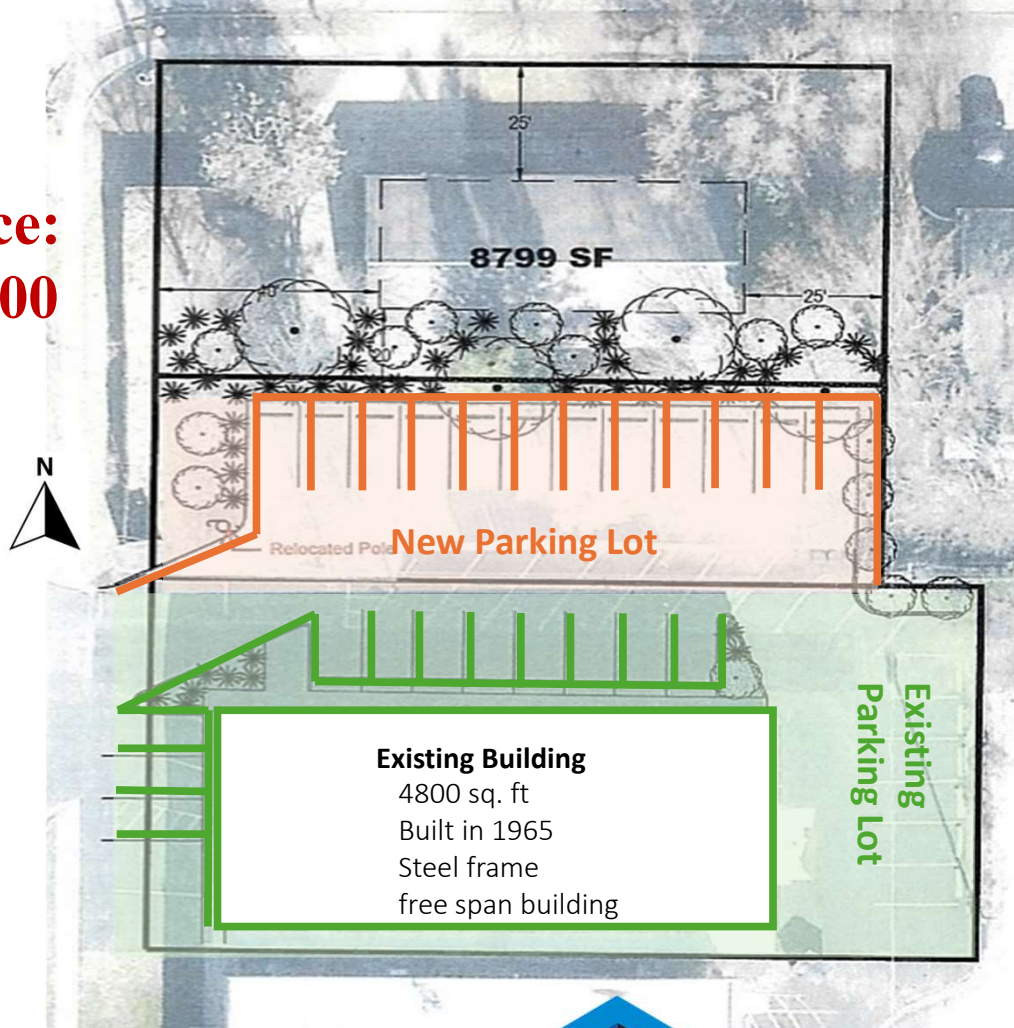 25'
ce:
8799 SF
00
25'
20'
N
New Parking Lot
Relocated Pole
Existing
Parking Lot
Existing Building
4800 sq. ft
Built in 1965
Steel frame
free span building